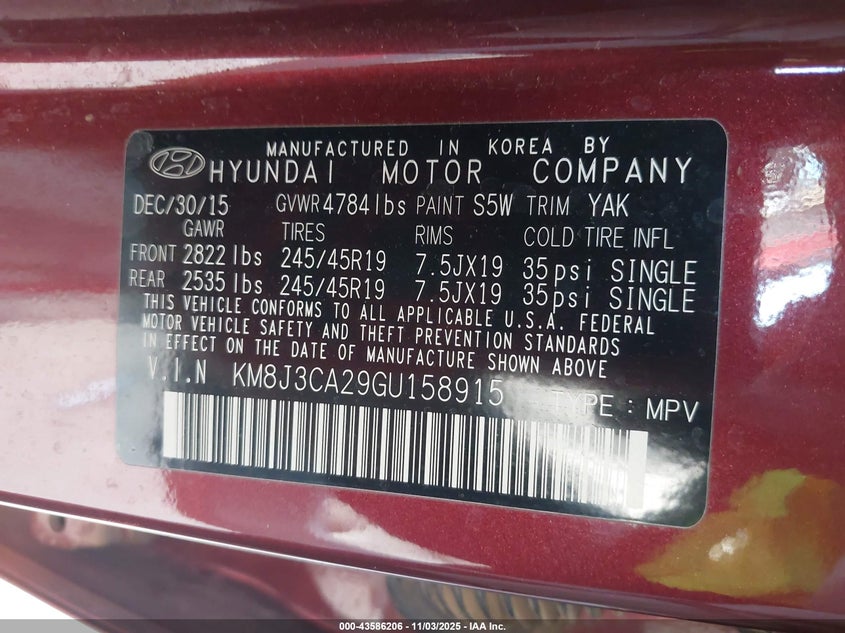 MANUFACTURED IN KOREA BY
HYUNDAI MOTOR COMPANY
DEC/30/15 GVWR 4784 lbs PAINT S5W TRIM YAK
GAWR TIRES RIMS COLD TIRE INFL
FRONT 2822 lbs 245/45R19 7.5JX19 35psi SINGLE
REAR 2535 lbs 245/45R19 7.5JX19 35psi SINGLE
THIS VEHICLE CONFORMS TO ALL APPLICABLE U.S.A. FEDERAL
MOTOR VEHICLE SAFETY AND THEFT PREVENTION STANDARDS
IN EFFECT ON THE DATE OF MANUFACTURE SHOWN ABOVE
V.I.N KM8J3CA29GU158915 TYPE : MPV
000-43586206 - 11/03/2025 - IAA Inc.